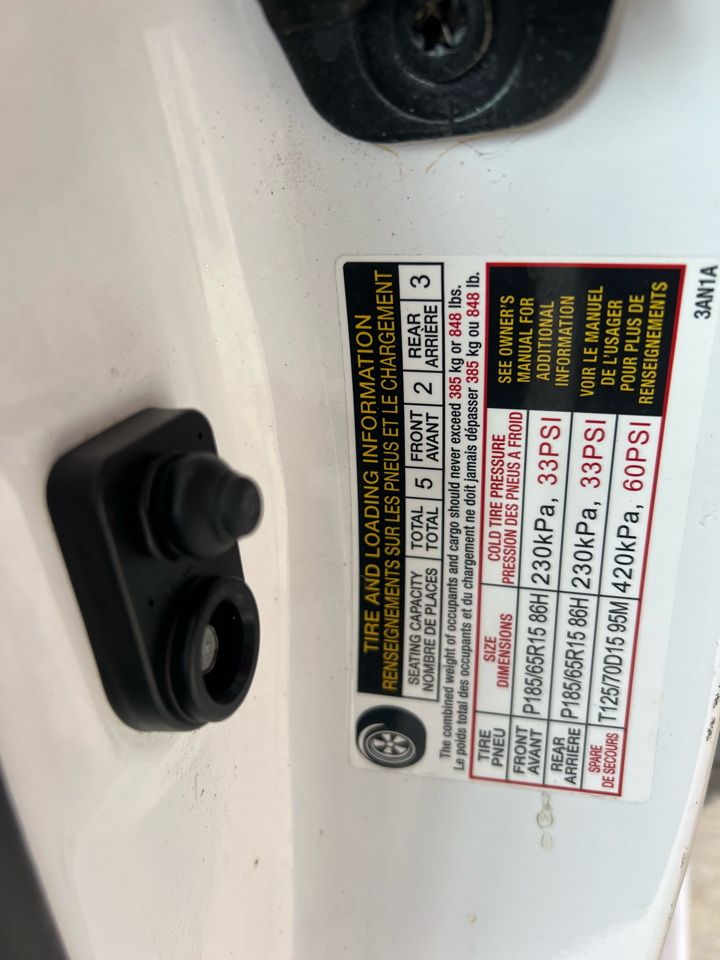 TIRE AND LOADING INFORMATION
RENSEIGNEMENTS SUR LES PNEUS ET LE CHARGEMENT
SEATING CAPACITY
NOMBRE DE PLACES
TOTAL
TOTAL
5
FRONT
AVANT
2
REAR
ARRIÈRE
3
The combined weight of occupants and cargo should never exceed 385 kg or 848 lbs.
Le poids total des occupants et du chargement ne doit jamais dépasser 385 kg ou 848 lb.
TIRE
PNEU
SIZE
DIMENSIONS
COLD TIRE PRESSURE
PRESSION DES PNEUS A FROID
FRONT
AVANT
P185/65R15 86H
230kPa, 33PSI
REAR
ARRIÈRE
P185/65R15 86H
230kPa, 33PSI
SPARE
DE SECOURS
T125/70D15 95M
420kPa, 60PSI
SEE OWNER'S
MANUAL FOR
ADDITIONAL
INFORMATION
VOIR LE MANUEL
DE L'USAGER
POUR PLUS DE
RENSEIGNEMENTS
3AN1A